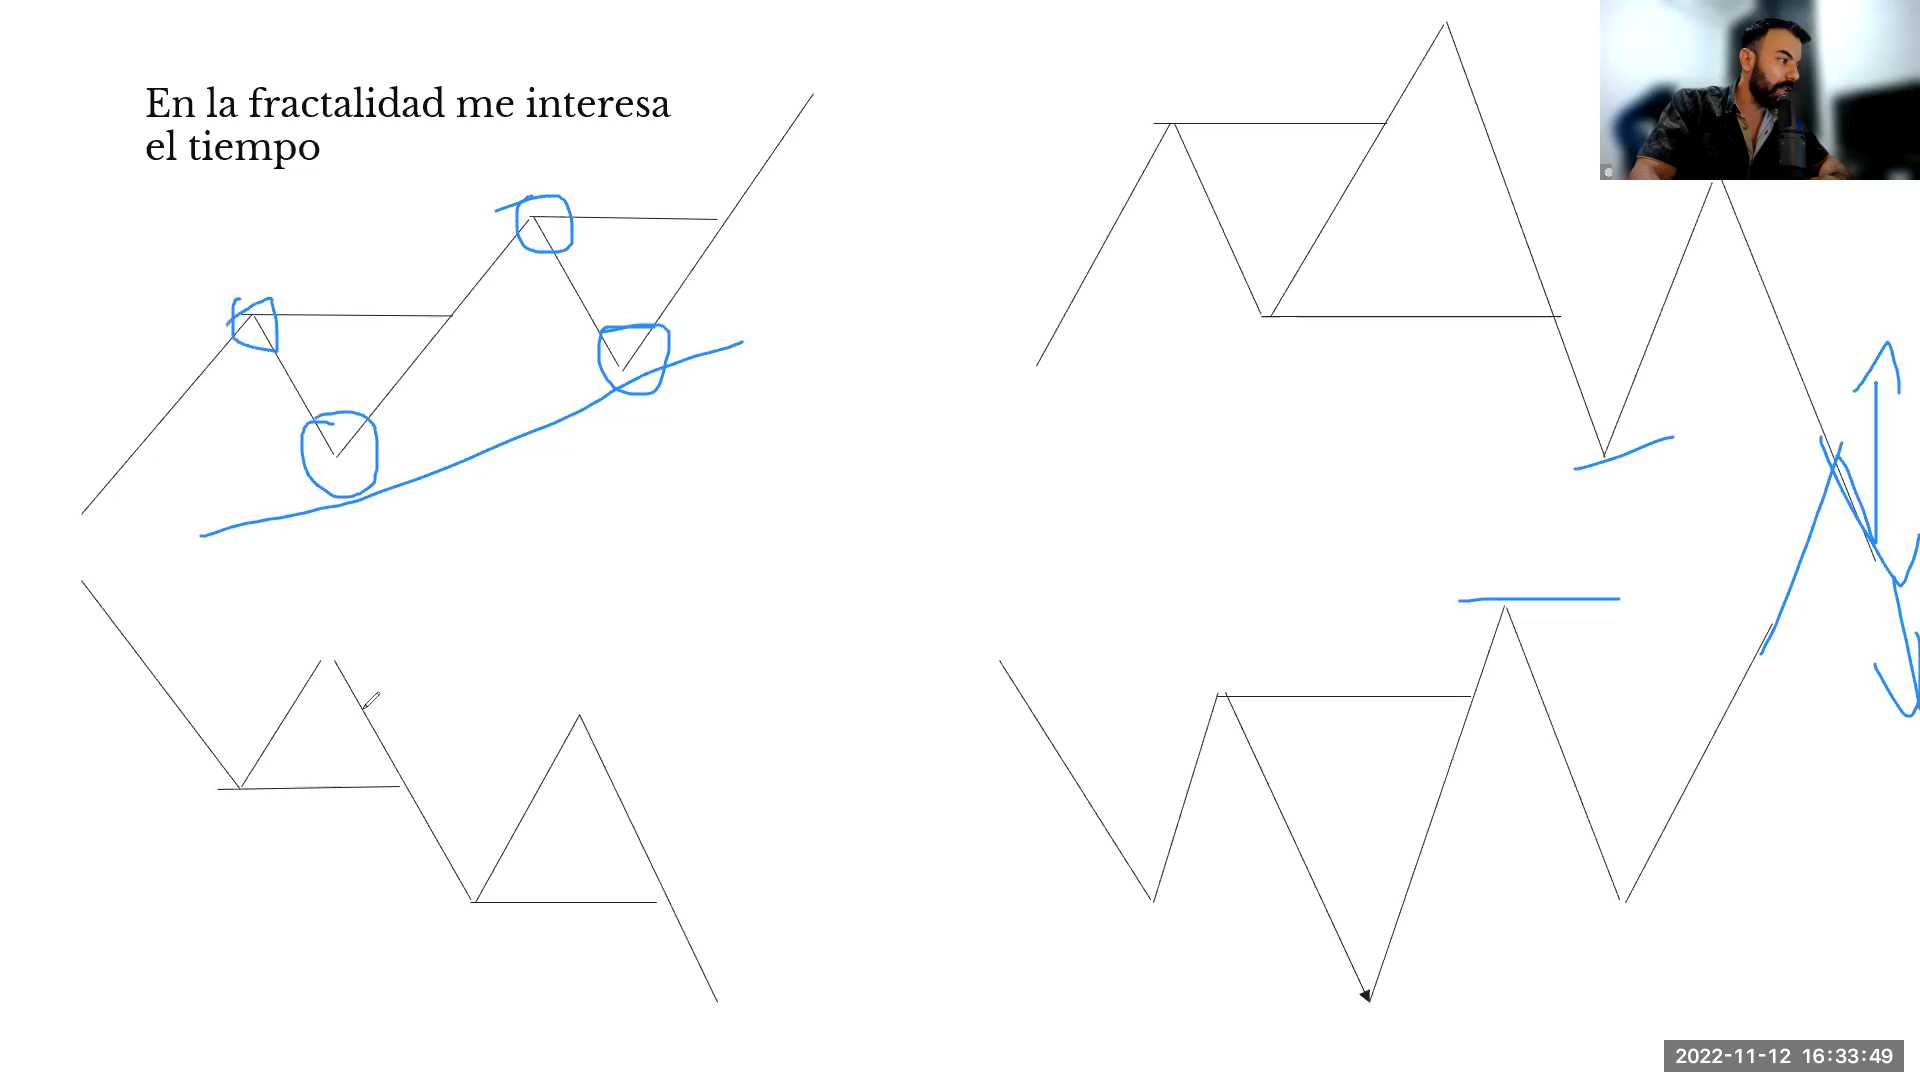 En la fractalidad me interesa
el tiempo
2022-11-12 16:33:49